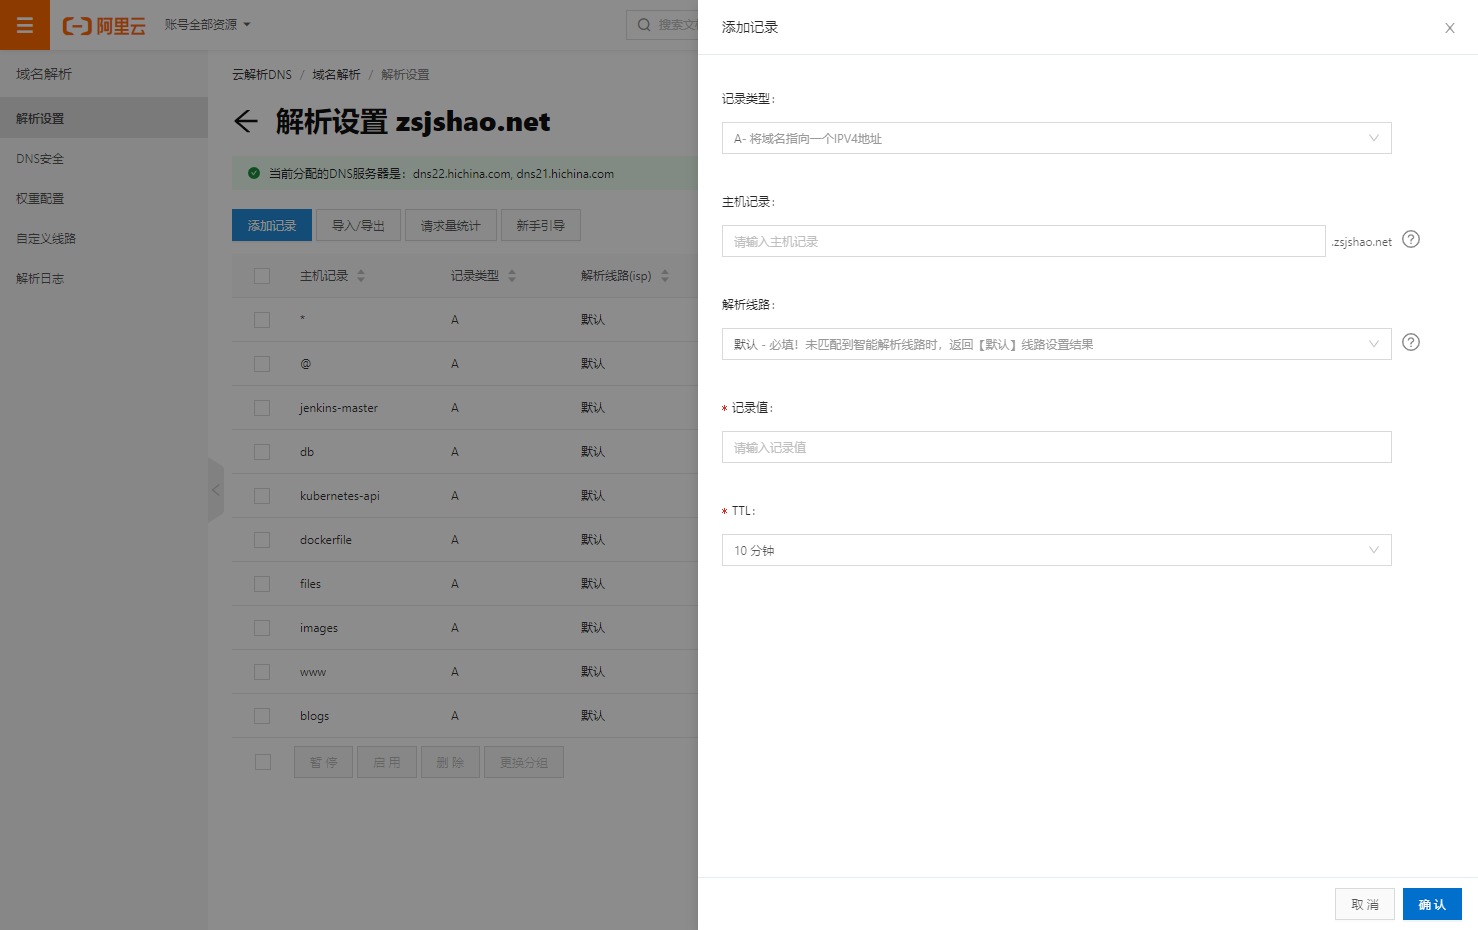 阿里云
账号全部资源
搜索文
域名解析
解析设置
DNS安全
权重配置
自定义线路
解析日志
云解析DNS / 域名解析 / 解析设置
解析设置 zsjshao.net
当前分配的DNS服务器是：dns22.hichina.com, dns21.hichina.com
添加记录 导入/导出 请求量统计 新手引导
主机记录 记录类型 解析线路(isp)
* A 默认
@ A 默认
jenkins-master A 默认
db A 默认
kubernetes-api A 默认
dockerfile A 默认
files A 默认
images A 默认
www A 默认
blogs A 默认
暂 停 启 用 删 除 更换分组
添加记录
记录类型：
A- 将域名指向一个IPV4地址
主机记录：
请输入主机记录 .zsjshao.net
解析线路：
默认 - 必填！未匹配到智能解析线路时，返回【默认】线路设置结果
* 记录值：
请输入记录值
* TTL：
10 分钟
取 消 确 认